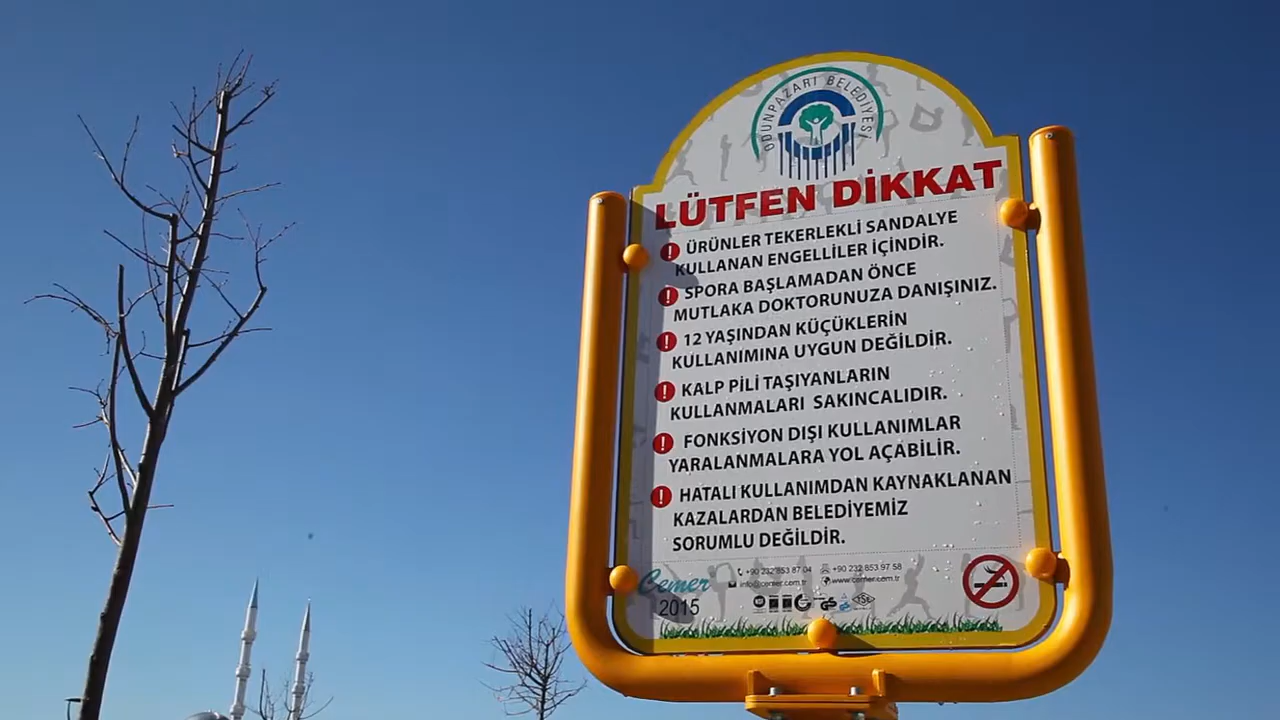 ODUNPAZARI BELEDİYESİ
LÜTFEN DİKKAT
! ÜRÜNLER TEKERLEKLİ SANDALYE
KULLANAN ENGELLİLER İÇİNDİR.
! SPORA BAŞLAMADAN ÖNCE
MUTLAKA DOKTORUNUZA DANIŞINIZ.
! 12 YAŞINDAN KÜÇÜKLERİN
KULLANIMINA UYGUN DEĞİLDİR.
! KALP PİLİ TAŞIYANLARIN
KULLANMALARI SAKINCALIDIR.
! FONKSİYON DIŞI KULLANIMLAR
YARALANMALARA YOL AÇABİLİR.
! HATALI KULLANIMDAN KAYNAKLANAN
KAZALARDAN BELEDİYEMİZ
SORUMLU DEĞİLDİR.
Cemer
2015
+90 232 853 87 04 +90 232 853 97 58
info@cemer.com.tr www.cemer.com.tr
GS TSE